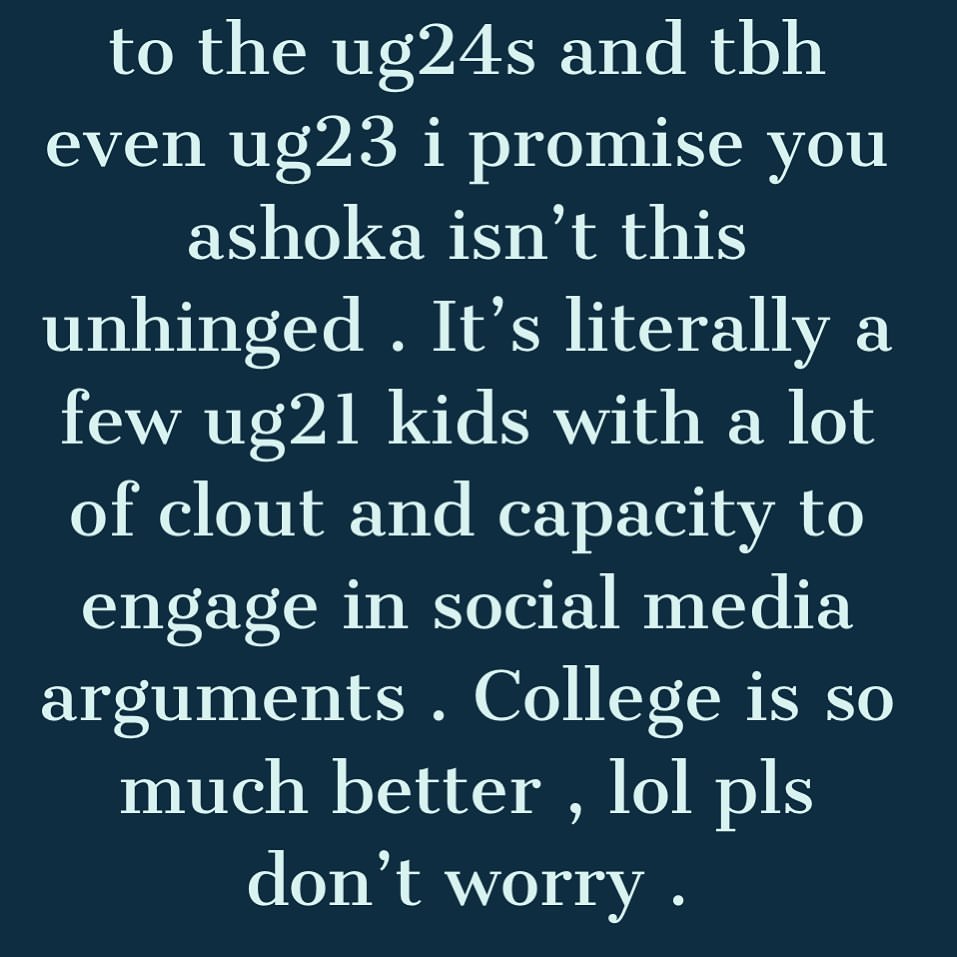 to the ug24s and tbh
even ug23 i promise you
ashoka isn’t this
unhinged . It’s literally a
few ug21 kids with a lot
of clout and capacity to
engage in social media
arguments . College is so
much better , lol pls
don’t worry .